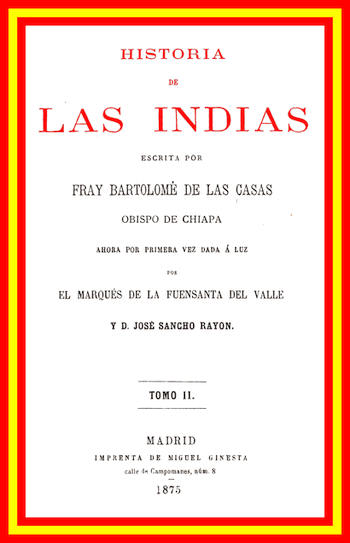 HISTORIA
DE
LAS INDIAS
ESCRITA POR
FRAY BARTOLOMÉ DE LAS CASAS
OBISPO DE CHIAPA
AHORA POR PRIMERA VEZ DADA Á LUZ
POR
EL MARQUÉS DE LA FUENSANTA DEL VALLE
Y D. JOSÉ SANCHO RAYON.
TOMO II.
MADRID
IMPRENTA DE MIGUEL GINESTA
calle de Campomanes, núm. 8
1875